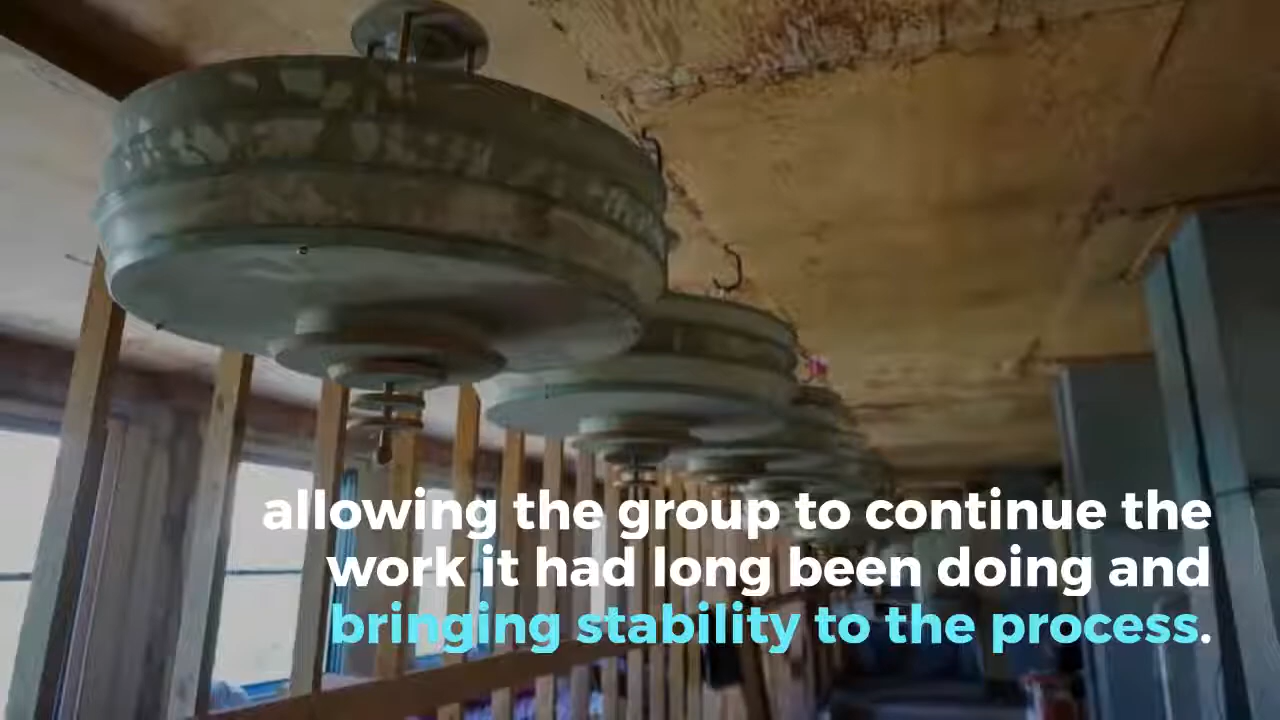 allowing the group to continue the
work it had long been doing and
bringing stability to the process.